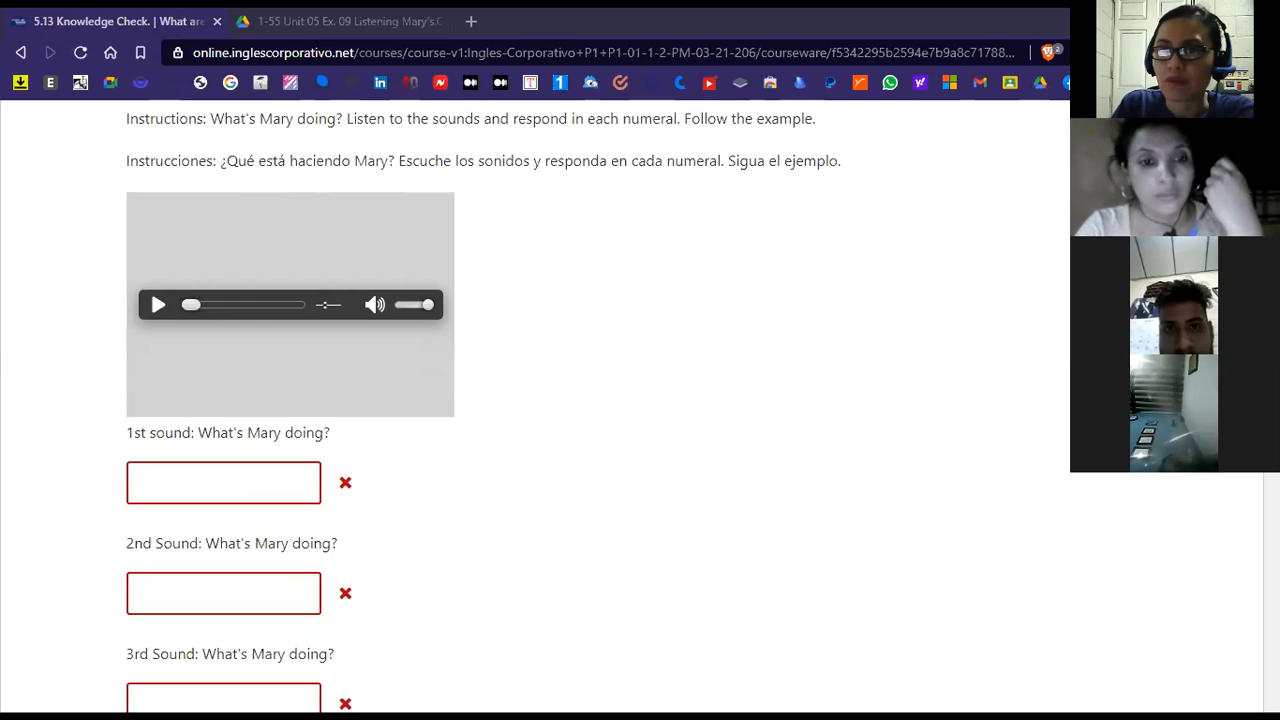 5.13 Knowledge Check. | What are
1-55 Unit 05 Ex. 09 Listening Mary's.C
online.inglescorporativo.net/courses/course-v1:Ingles-Corporativo+P1+P1-01-1-2-PM-03-21-206/courseware/f5342295b2594e7b9a3c71788...
2
Instructions: What's Mary doing? Listen to the sounds and respond in each numeral. Follow the example.
Instrucciones: ¿Qué está haciendo Mary? Escuche los sonidos y responda en cada numeral. Sigua el ejemplo.
-:--
1st sound: What's Mary doing?
2nd Sound: What's Mary doing?
3rd Sound: What's Mary doing?